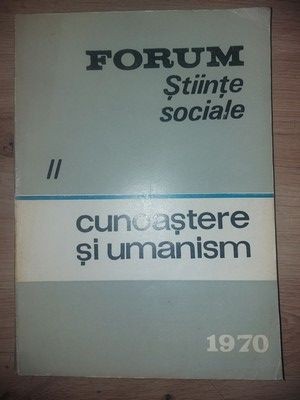 FORUM
Științe
sociale
II
cunoaștere
și umanism
1970